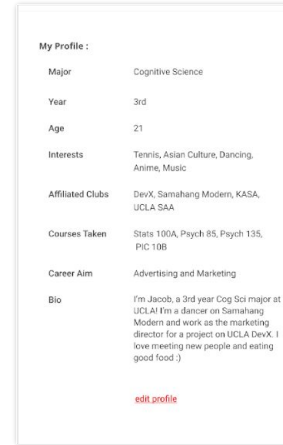 My Profile :
Major Cognitive Science
Year 3rd
Age 21
Interests Tennis, Asian Culture, Dancing,
Anime, Music
Affiliated Clubs DevX, Samahang Modern, KASA,
UCLA SAA
Courses Taken Stats 100A, Psych 85, Psych 135,
PIC 10B
Career Aim Advertising and Marketing
Bio I'm Jacob, a 3rd year Cog Sci major at
UCLA! I'm a dancer on Samahang
Modern and work as the marketing
director for a project on UCLA DevX. I
love meeting new people and eating
good food :)
edit profile